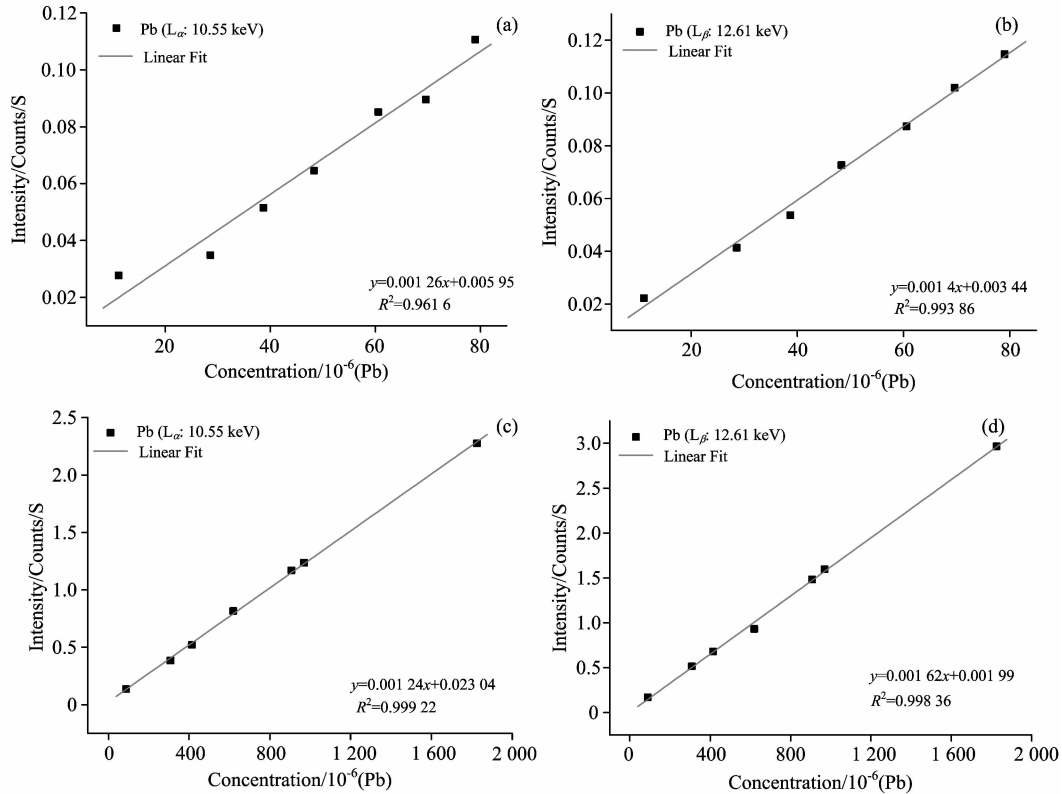 (a)
Pb (Lα: 10.55 keV)
Linear Fit
0.12
0.10
0.08
0.06
0.04
0.02
Intensity/Counts/S
y=0.001 26x+0.005 95
R²=0.961 6
20 40 60 80
Concentration/10⁻⁶(Pb)
(b)
Pb (Lβ: 12.61 keV)
Linear Fit
0.12
0.10
0.08
0.06
0.04
0.02
Intensity/Counts/S
y=0.001 4x+0.003 44
R²=0.993 86
20 40 60 80
Concentration/10⁻⁶(Pb)
(c)
Pb (Lα: 10.55 keV)
Linear Fit
2.5
2.0
1.5
1.0
0.5
0
Intensity/Counts/S
y=0.001 24x+0.023 04
R²=0.999 22
0 400 800 1 200 1 600 2 000
Concentration/10⁻⁶(Pb)
(d)
Pb (Lβ: 12.61 keV)
Linear Fit
3.0
2.5
2.0
1.5
1.0
0.5
0
Intensity/Counts/S
y=0.001 62x+0.001 99
R²=0.998 36
0 400 800 1 200 1 600 2 000
Concentration/10⁻⁶(Pb)